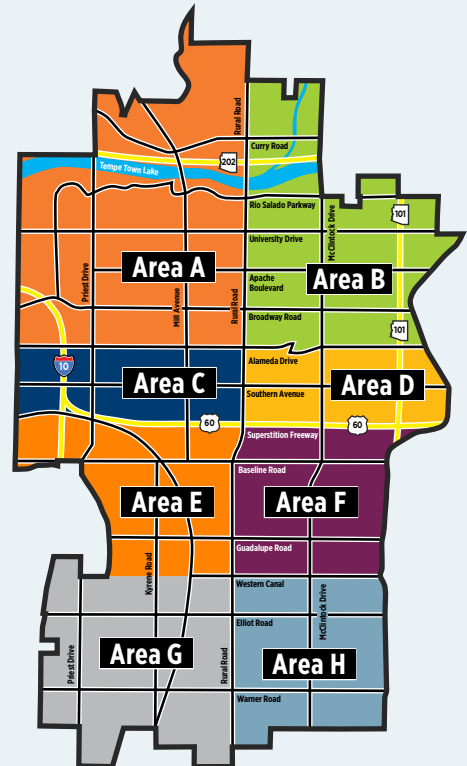 Rural Road
Curry Road
202
Tempe Town Lake
Rio Salado Parkway
McClintock Drive
101
University Drive
Area A
Priest Drive
Mill Avenue
Rural Road
Apache
Boulevard
Area B
Broadway Road
101
10
Alameda Drive
Area C
Area D
Southern Avenue
60
60
Superstition Freeway
Baseline Road
Area E
Area F
Guadalupe Road
Kyrene Road
Western Canal
McClintock Drive
Elliot Road
Priest Drive
Area G
Rural Road
Area H
Warner Road